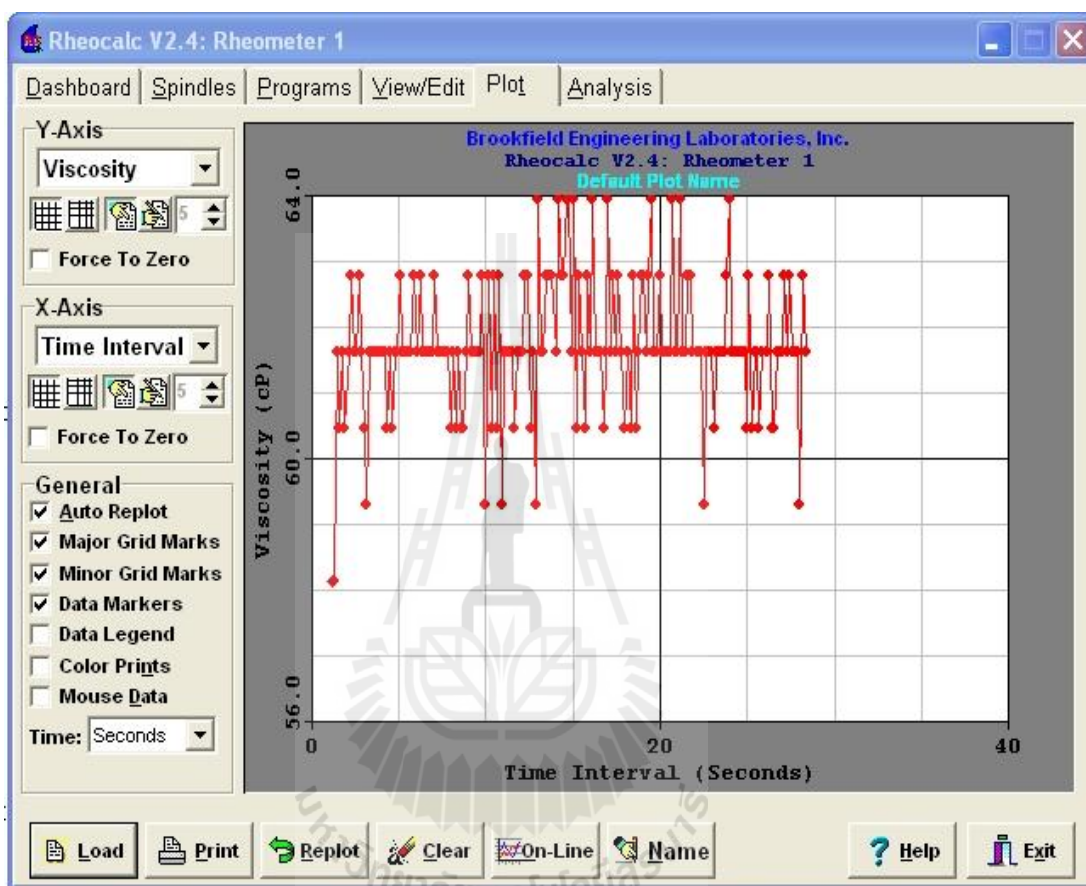 Rheocalc V2.4: Rheometer 1
Dashboard Spindles Programs View/Edit Plot Analysis
Y-Axis
Viscosity
5
Force To Zero
X-Axis
Time Interval
5
Force To Zero
General
Auto Replot
Major Grid Marks
Minor Grid Marks
Data Markers
Data Legend
Color Prints
Mouse Data
Time: Seconds
Brookfield Engineering Laboratories, Inc.
Rheocalc V2.4: Rheometer 1
Default Plot Name
Viscosity (cP)
64.0
60.0
56.0
0 20 40
Time Interval (Seconds)
Load Print Replot Clear On-Line Name Help Exit